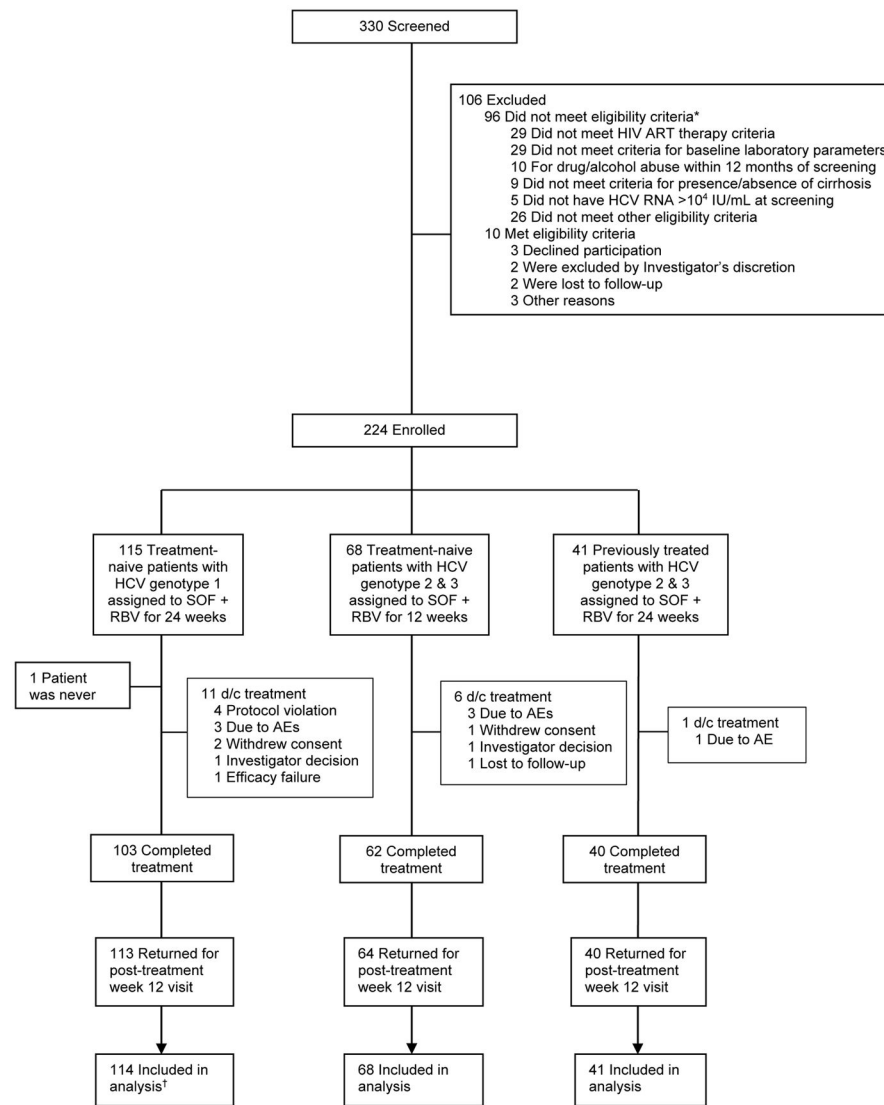 330 Screened
106 Excluded
96 Did not meet eligibility criteria*
29 Did not meet HIV ART therapy criteria
29 Did not meet criteria for baseline laboratory parameters
10 For drug/alcohol abuse within 12 months of screening
9 Did not meet criteria for presence/absence of cirrhosis
5 Did not have HCV RNA >10⁴ IU/mL at screening
26 Did not meet other eligibility criteria
10 Met eligibility criteria
3 Declined participation
2 Were excluded by Investigator's discretion
2 Were lost to follow-up
3 Other reasons
224 Enrolled
115 Treatment-
naive patients with
HCV genotype 1
assigned to SOF +
RBV for 24 weeks
68 Treatment-naive
patients with HCV
genotype 2 & 3
assigned to SOF +
RBV for 12 weeks
41 Previously treated
patients with HCV
genotype 2 & 3
assigned to SOF +
RBV for 24 weeks
1 Patient
was never
11 d/c treatment
4 Protocol violation
3 Due to AEs
2 Withdrew consent
1 Investigator decision
1 Efficacy failure
6 d/c treatment
3 Due to AEs
1 Withdrew consent
1 Investigator decision
1 Lost to follow-up
1 d/c treatment
1 Due to AE
103 Completed
treatment
62 Completed
treatment
40 Completed
treatment
113 Returned for
post-treatment
week 12 visit
64 Returned for
post-treatment
week 12 visit
40 Returned for
post-treatment
week 12 visit
114 Included in
analysis†
68 Included in
analysis
41 Included in
analysis